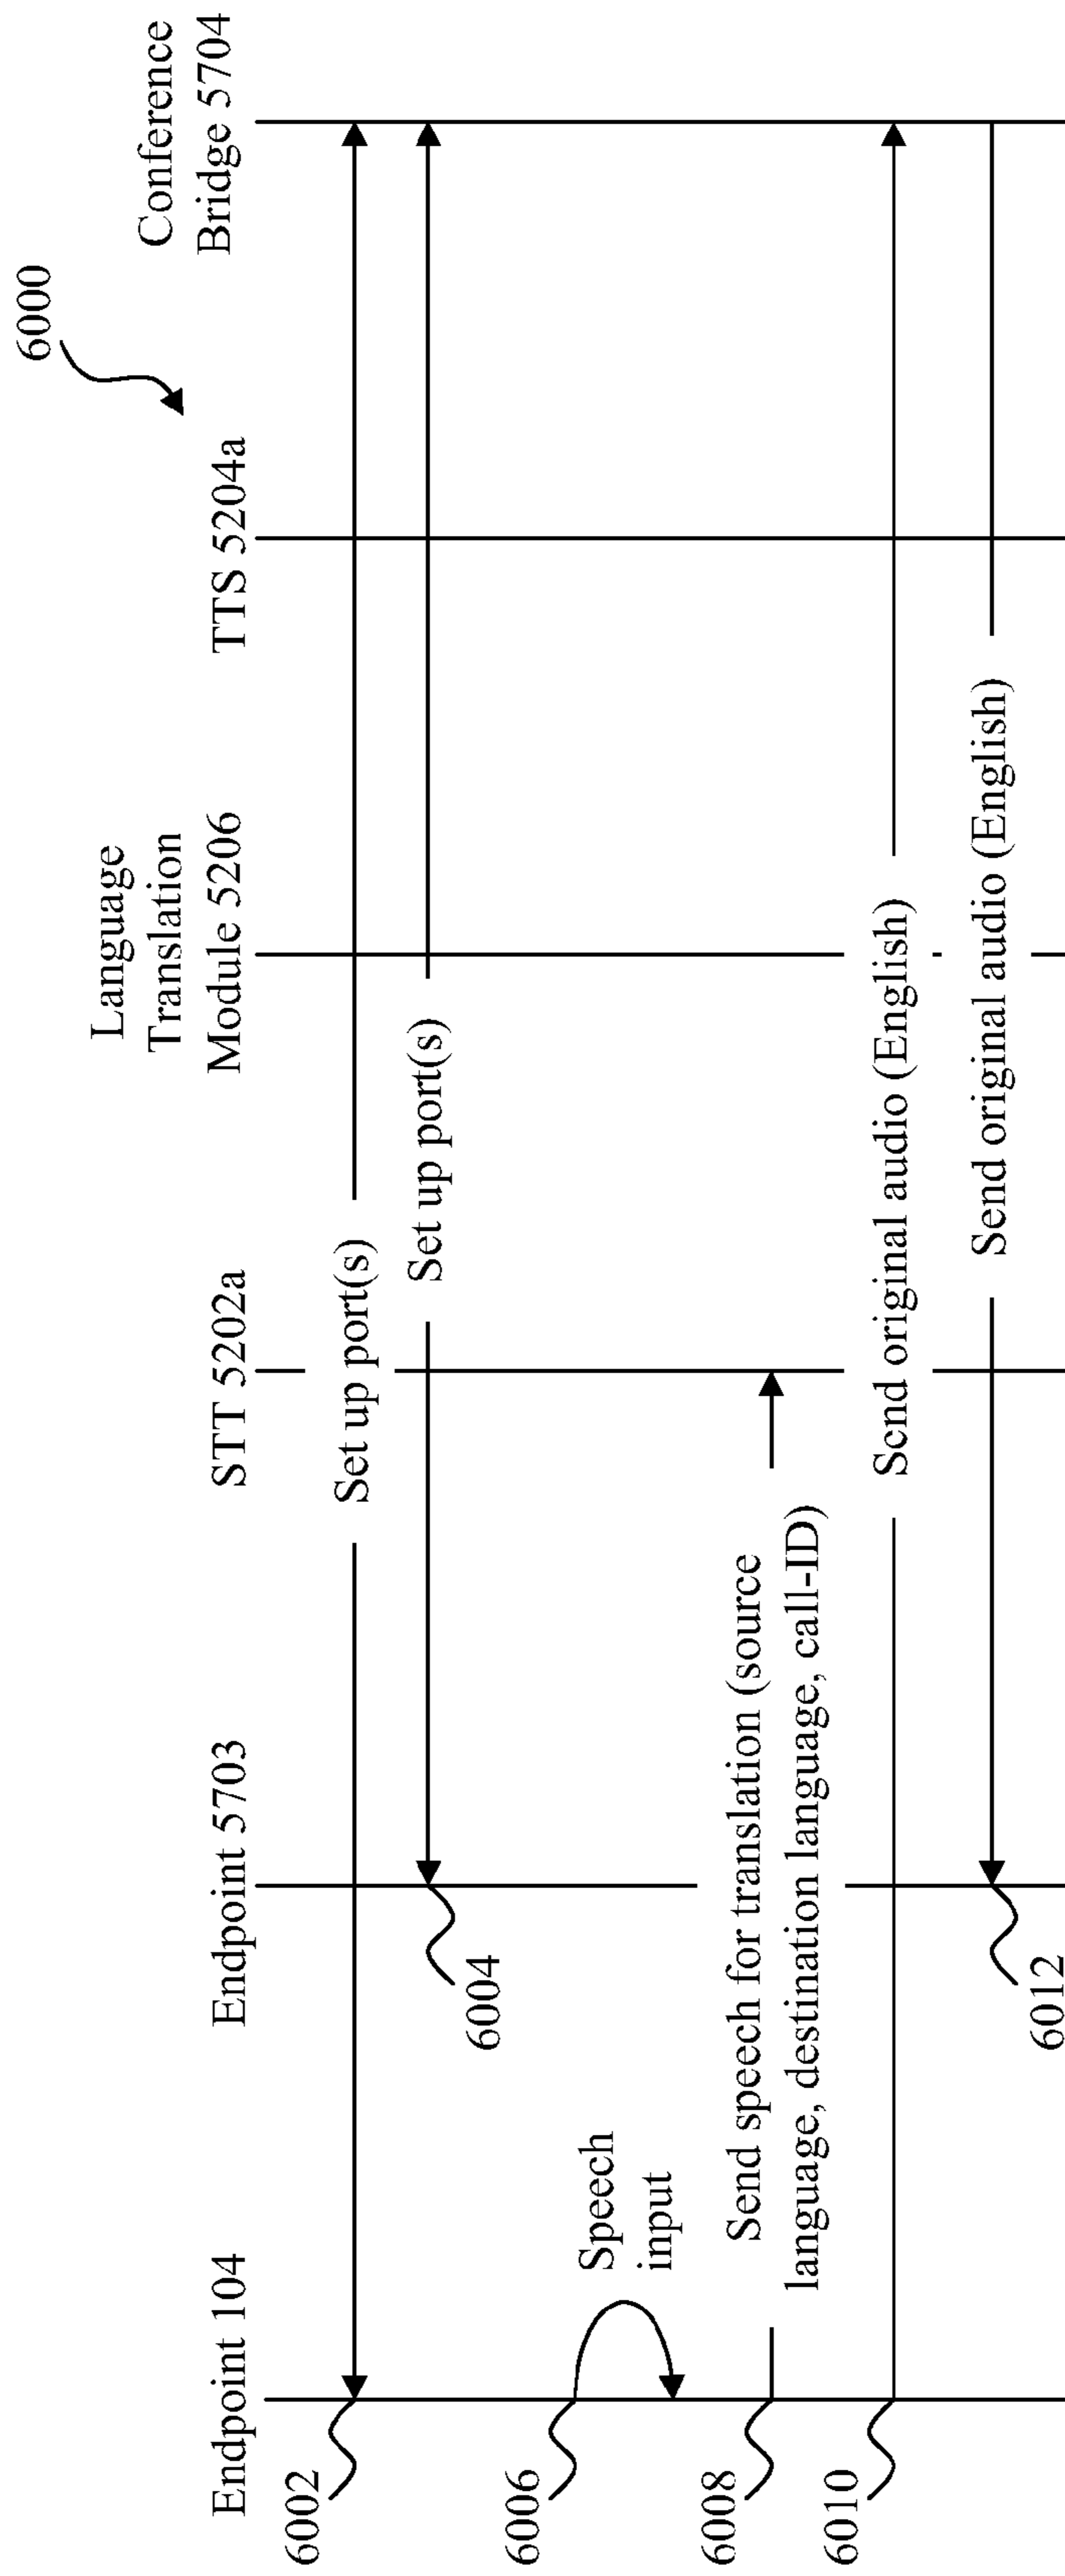 6000
Endpoint 104
Endpoint 5703
STT 5202a
Language
Translation
Module 5206
TTS 5204a
Conference
Bridge 5704
6002
Set up port(s)
Set up port(s)
6004
6006
Speech
input
6008
Send speech for translation (source
language, destination language, call-ID)
6010
Send original audio (English)
Send original audio (English)
6012